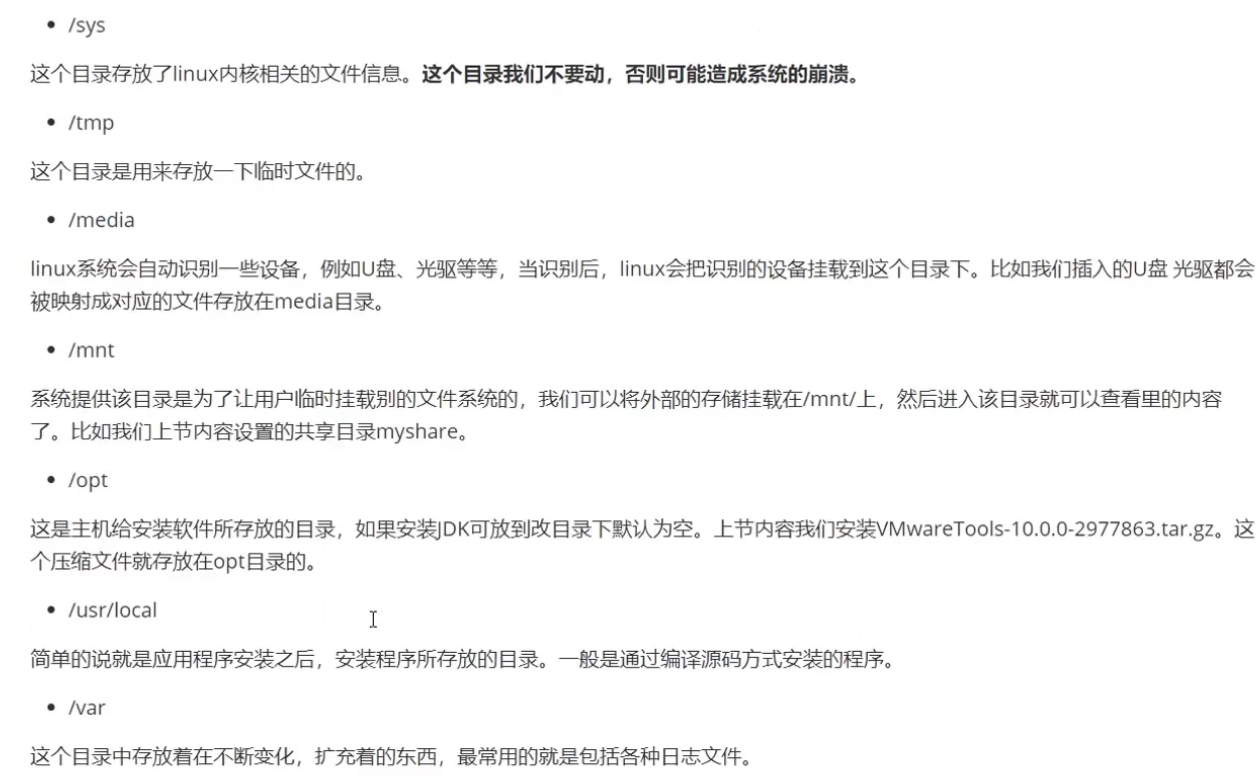 • /sys
这个目录存放了linux内核相关的文件信息。这个目录我们不要动，否则可能造成系统的崩溃。
• /tmp
这个目录是用来存放一下临时文件的。
• /media
linux系统会自动识别一些设备，例如U盘、光驱等等，当识别后，linux会把识别的设备挂载到这个目录下。比如我们插入的U盘 光驱都会
被映射成对应的文件存放在media目录。
• /mnt
系统提供该目录是为了让用户临时挂载别的文件系统的，我们可以将外部的存储挂载在/mnt/上，然后进入该目录就可以查看里的内容
了。比如我们上节内容设置的共享目录myshare。
• /opt
这是主机给安装软件所存放的目录，如果安装JDK可放到改目录下默认为空。上节内容我们安装VMwareTools-10.0.0-2977863.tar.gz。这
个压缩文件就存放在opt目录的。
• /usr/local
简单的说就是应用程序安装之后，安装程序所存放的目录。一般是通过编译源码方式安装的程序。
• /var
这个目录中存放着在不断变化，扩充着的东西，最常用的就是包括各种日志文件。